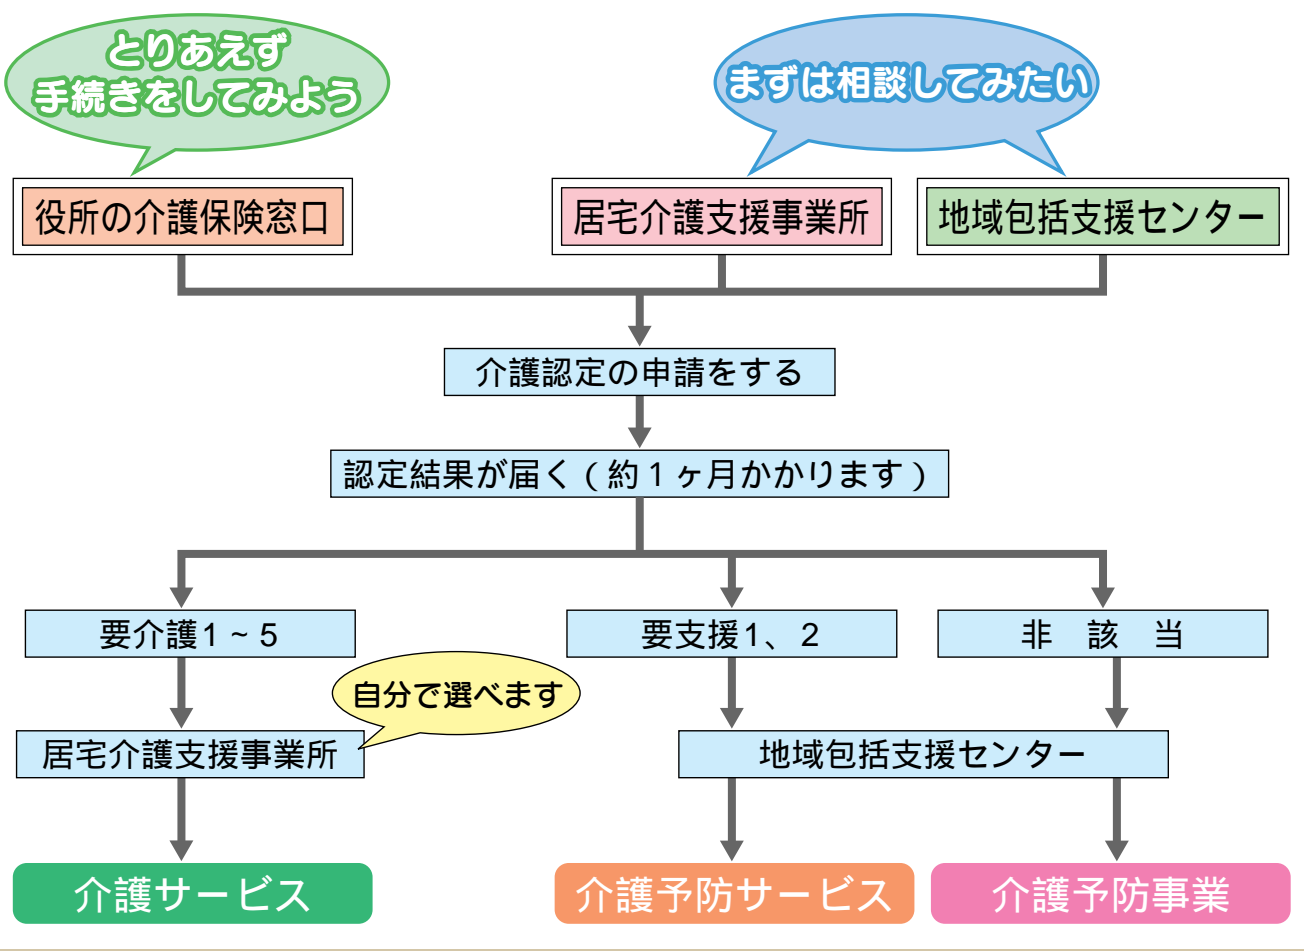 とりあえず
手続きをしてみよう
まずは相談してみたい
役所の介護保険窓口
居宅介護支援事業所
地域包括支援センター
介護認定の申請をする
認定結果が届く（約１ヶ月かかります）
要介護1～5
要支援1、2
非　該　当
自分で選べます
居宅介護支援事業所
地域包括支援センター
介護サービス
介護予防サービス
介護予防事業